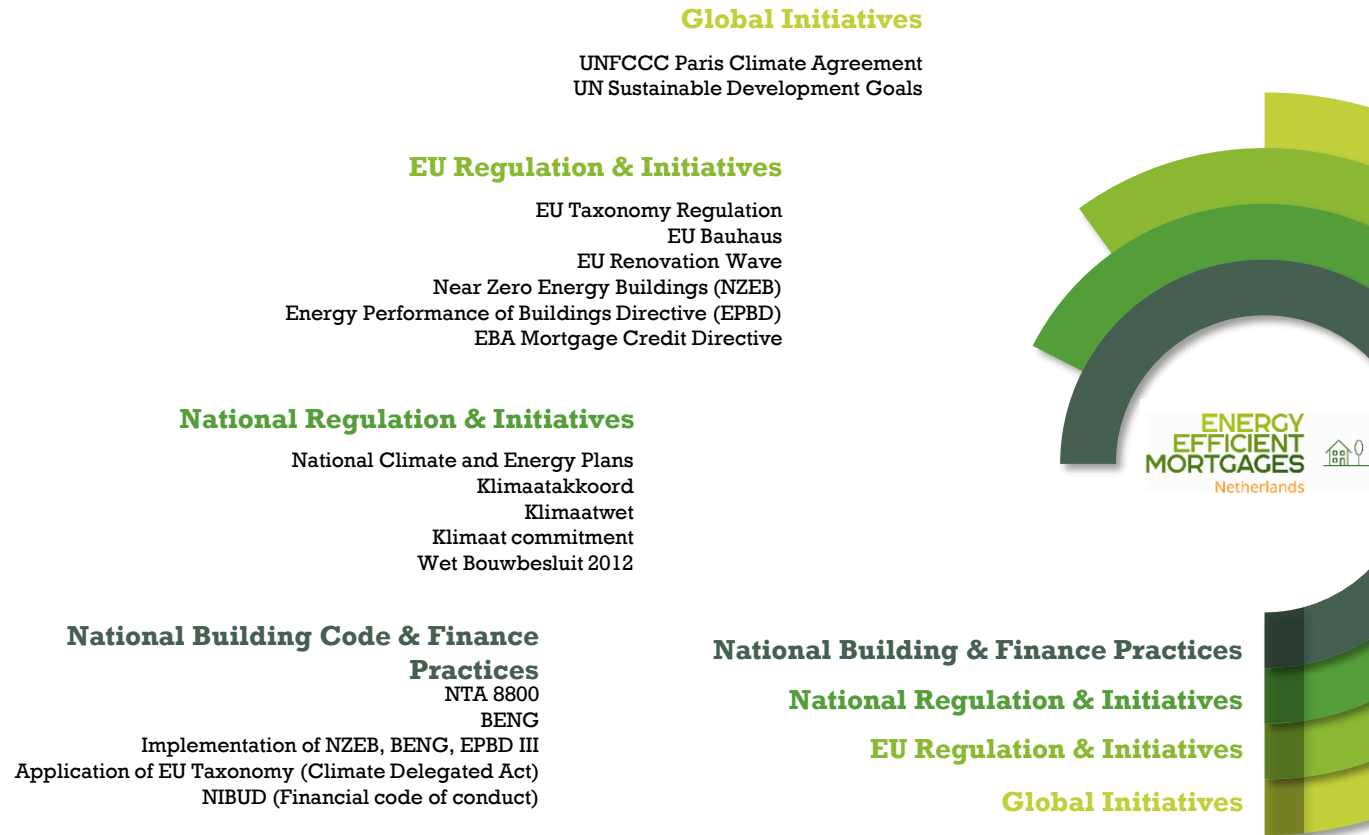 Global Initiatives
UNFCCC Paris Climate Agreement
UN Sustainable Development Goals
EU Regulation & Initiatives
EU Taxonomy Regulation
EU Bauhaus
EU Renovation Wave
Near Zero Energy Buildings (NZEB)
Energy Performance of Buildings Directive (EPBD)
EBA Mortgage Credit Directive
National Regulation & Initiatives
National Climate and Energy Plans
Klimaatakkoord
Klimaatwet
Klimaat commitment
Wet Bouwbesluit 2012
National Building Code & Finance
Practices
NTA 8800
BENG
Implementation of NZEB, BENG, EPBD III
Application of EU Taxonomy (Climate Delegated Act)
NIBUD (Financial code of conduct)
ENERGY
EFFICIENT
MORTGAGES
Netherlands
National Building & Finance Practices
National Regulation & Initiatives
EU Regulation & Initiatives
Global Initiatives